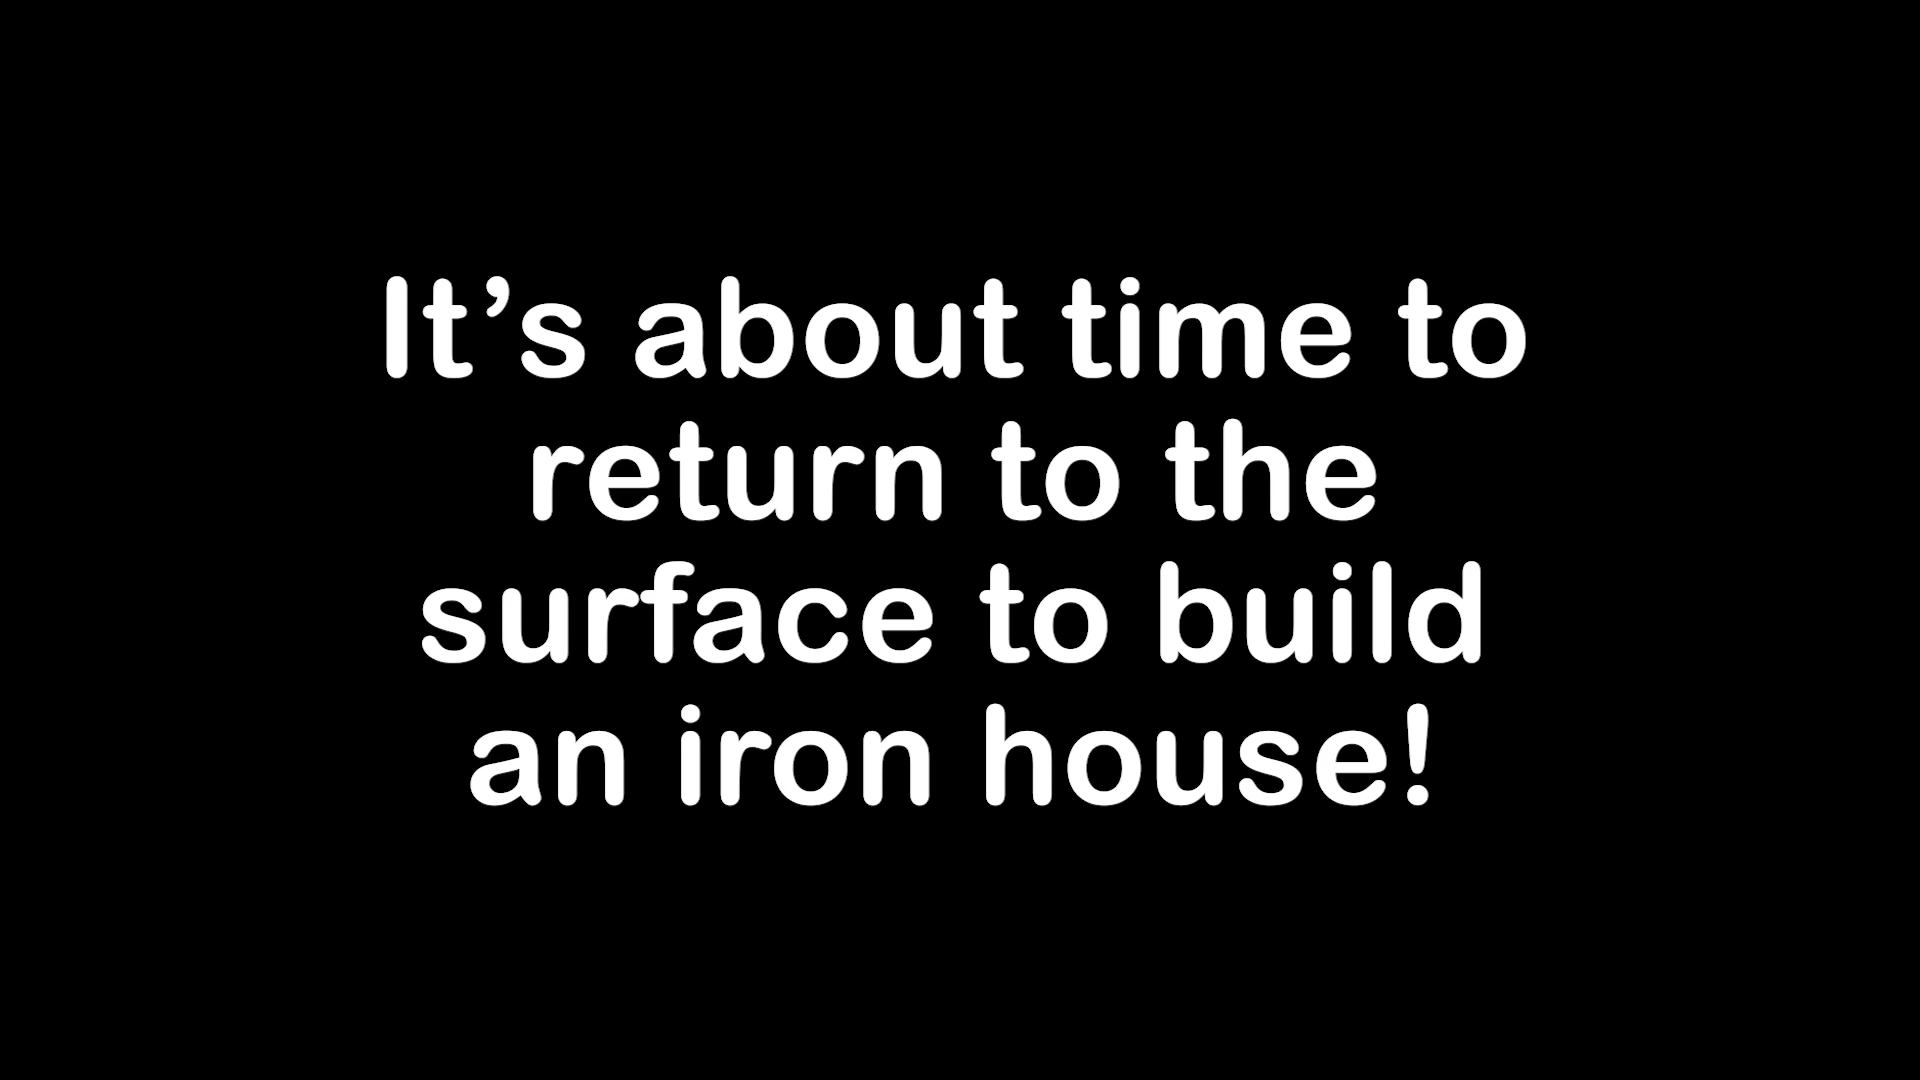 It’s about time to
return to the
surface to build
an iron house!